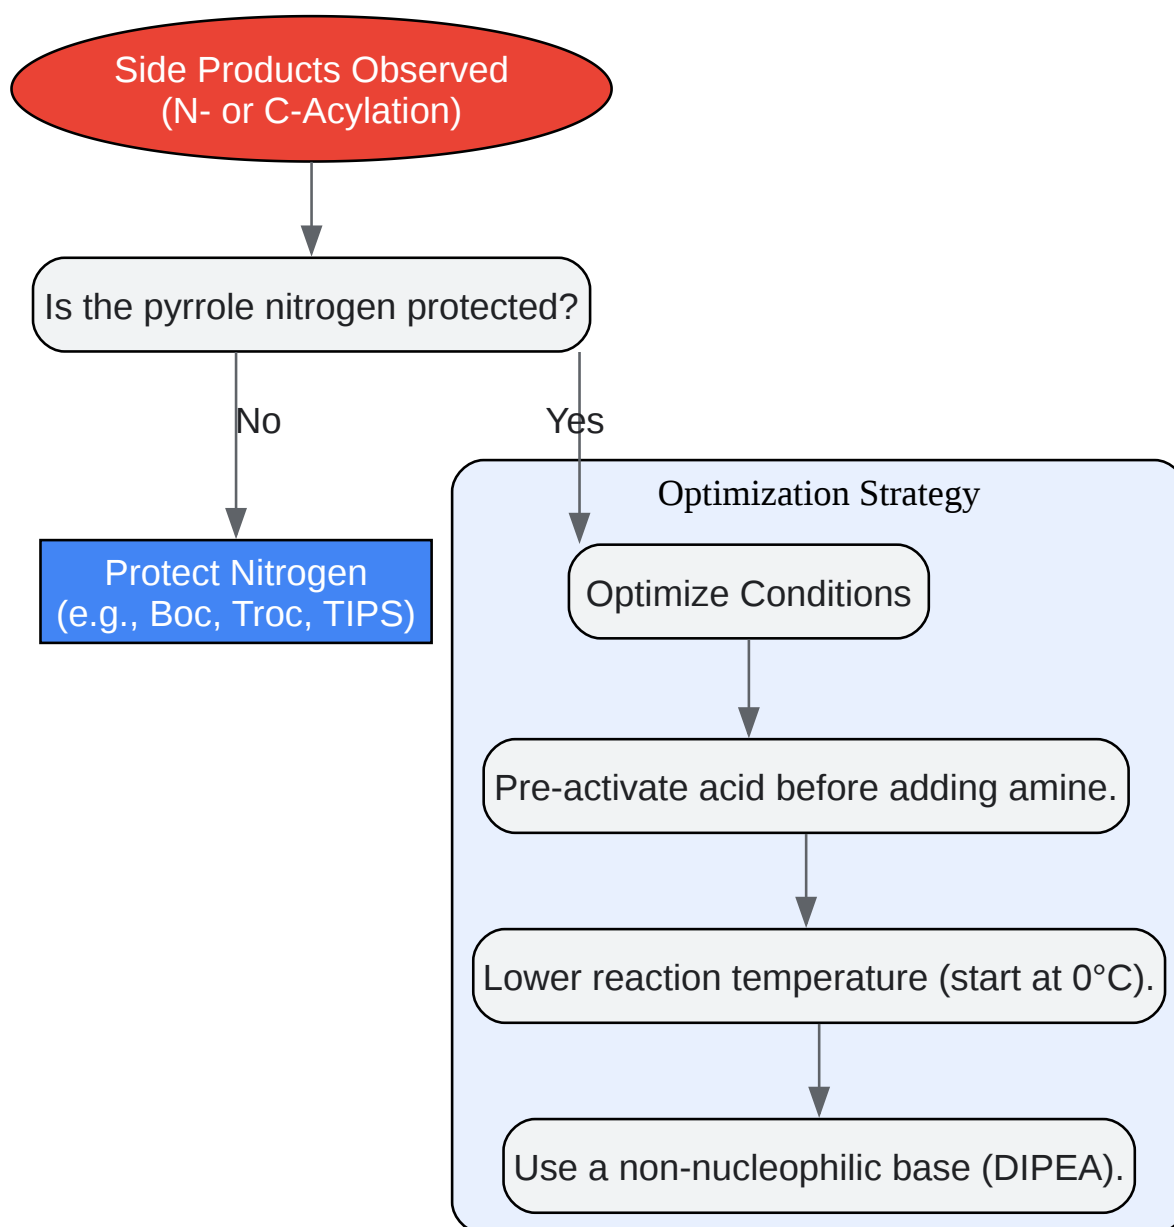 Side Products Observed
(N- or C-Acylation)
Is the pyrrole nitrogen protected?
No
Yes
Optimization Strategy
Protect Nitrogen
(e.g., Boc, Troc, TIPS)
Optimize Conditions
Pre-activate acid before adding amine.
Lower reaction temperature (start at 0°C).
Use a non-nucleophilic base (DIPEA).